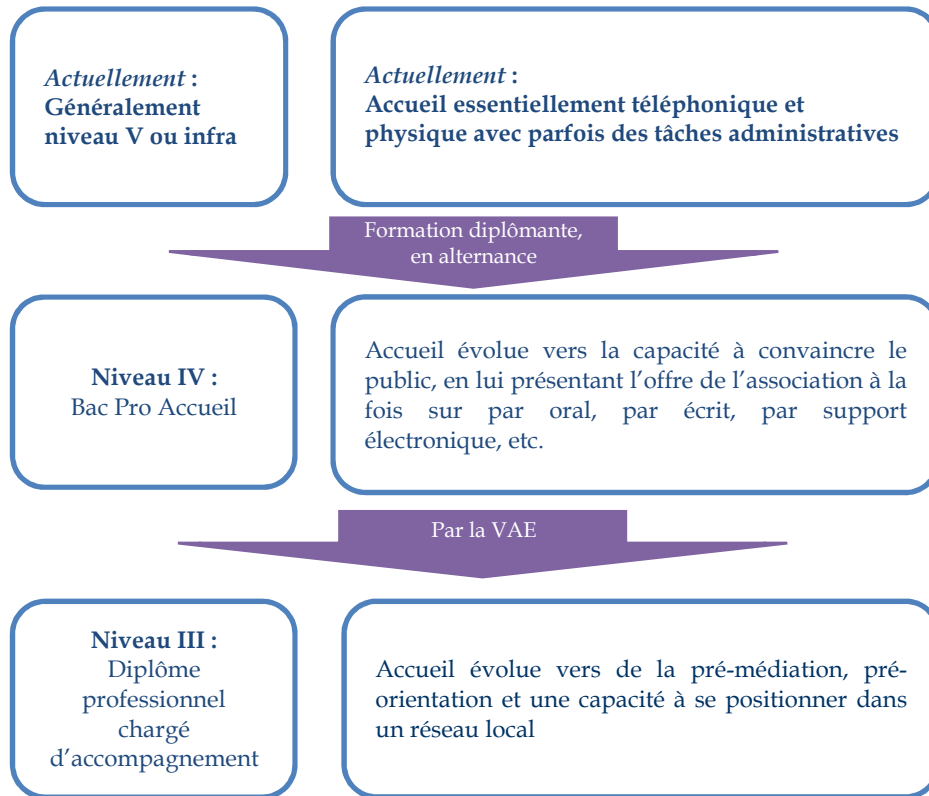 Actuellement :
Généralement
niveau V ou infra
Actuellement :
Accueil essentiellement téléphonique et
physique avec parfois des tâches administratives
Formation diplômante,
en alternance
Niveau IV :
Bac Pro Accueil
Accueil évolue vers la capacité à convaincre le
public, en lui présentant l’offre de l’association à la
fois sur par oral, par écrit, par support
électronique, etc.
Par la VAE
Niveau III :
Diplôme
professionnel
chargé
d’accompagnement
Accueil évolue vers de la pré-médiation, pré-
orientation et une capacité à se positionner dans
un réseau local